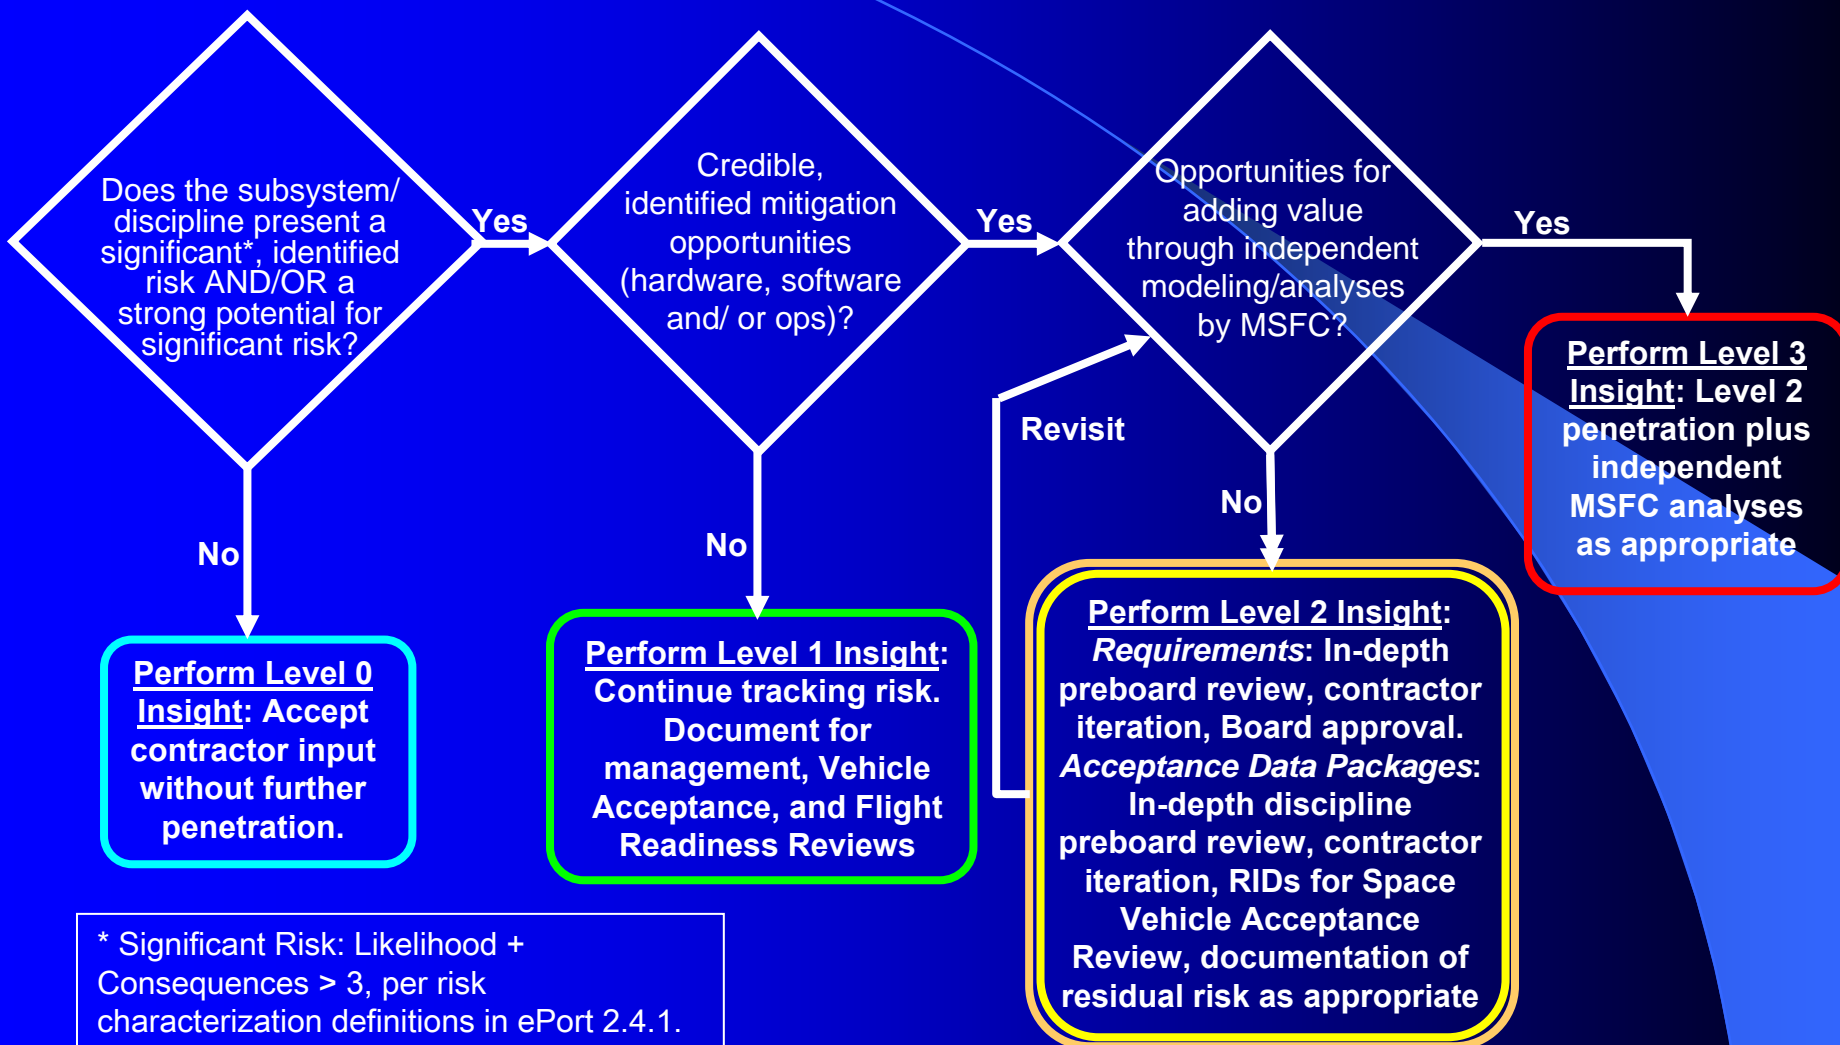 Does the subsystem/
discipline present a
significant*, identified
risk AND/OR a
strong potential for
significant risk?
Yes
Credible,
identified mitigation
opportunities
(hardware, software
and/ or ops)?
Yes
Opportunities for
adding value
through independent
modeling/analyses
by MSFC?
Yes
Revisit
No
No
No
Perform Level 0
Insight: Accept
contractor input
without further
penetration.
Perform Level 1 Insight:
Continue tracking risk.
Document for
management, Vehicle
Acceptance, and Flight
Readiness Reviews
Perform Level 2 Insight:
Requirements: In-depth
preboard review, contractor
iteration, Board approval.
Acceptance Data Packages:
In-depth discipline
preboard review, contractor
iteration, RIDs for Space
Vehicle Acceptance
Review, documentation of
residual risk as appropriate
Perform Level 3
Insight: Level 2
penetration plus
independent
MSFC analyses
as appropriate
* Significant Risk: Likelihood +
Consequences > 3, per risk
characterization definitions in ePort 2.4.1.